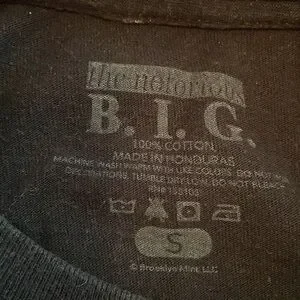 the notorious
B. I. G.
100% COTTON
MADE IN HONDURAS
MACHINE WASH WARM WITH LIKE COLORS. DO NOT
DECORATIONS. TUMBLE DRY LOW. DO NOT BLEACH
RN#
S
© Brooklyn Mint, LLC